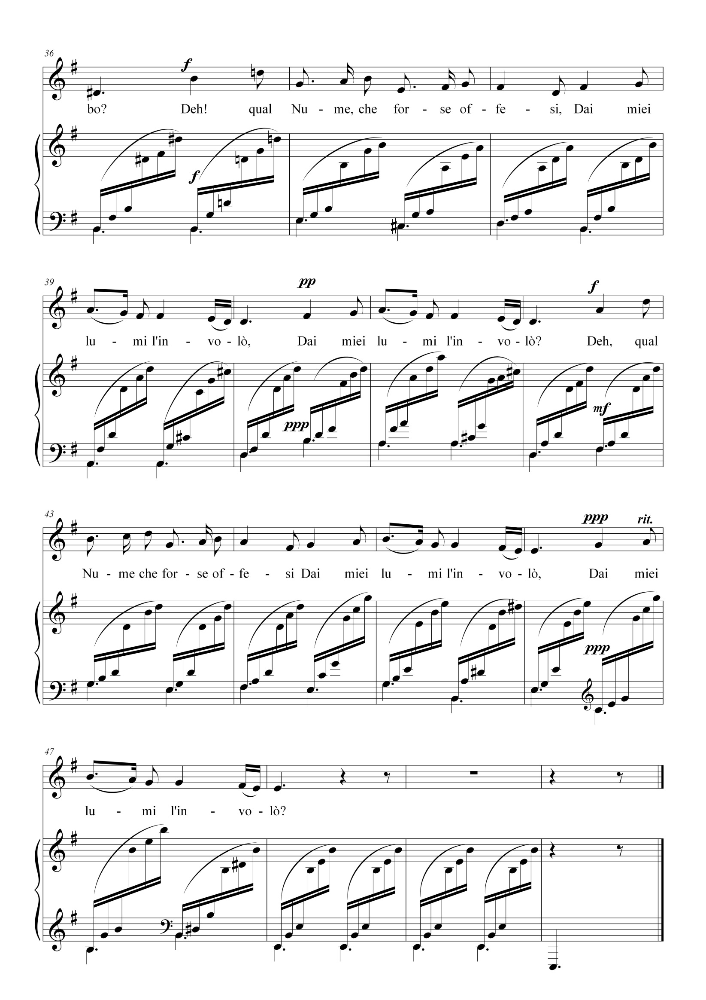 36
f
bo? Deh! qual Nu - me, che for - se of - fe - si, Dai miei
f
39
pp
f
lu - mi l'in - vo - lò, Dai miei lu - mi l'in - vo - lò? Deh, qual
mf
ppp
43
ppp rit.
Nu - me che for - se of - fe - si Dai miei lu - mi l'in - vo - lò, Dai miei
ppp
47
lu - mi l'in - vo - lò?